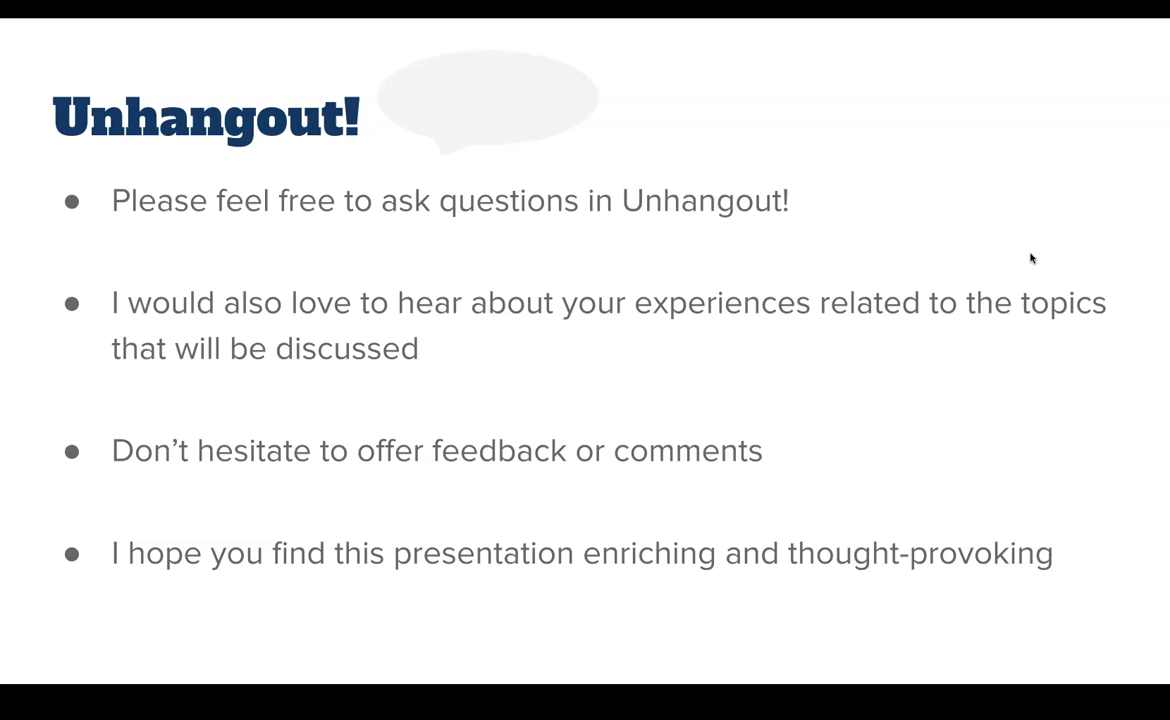 Unhangout!
● Please feel free to ask questions in Unhangout!
● I would also love to hear about your experiences related to the topics
that will be discussed
● Don’t hesitate to offer feedback or comments
● I hope you find this presentation enriching and thought-provoking